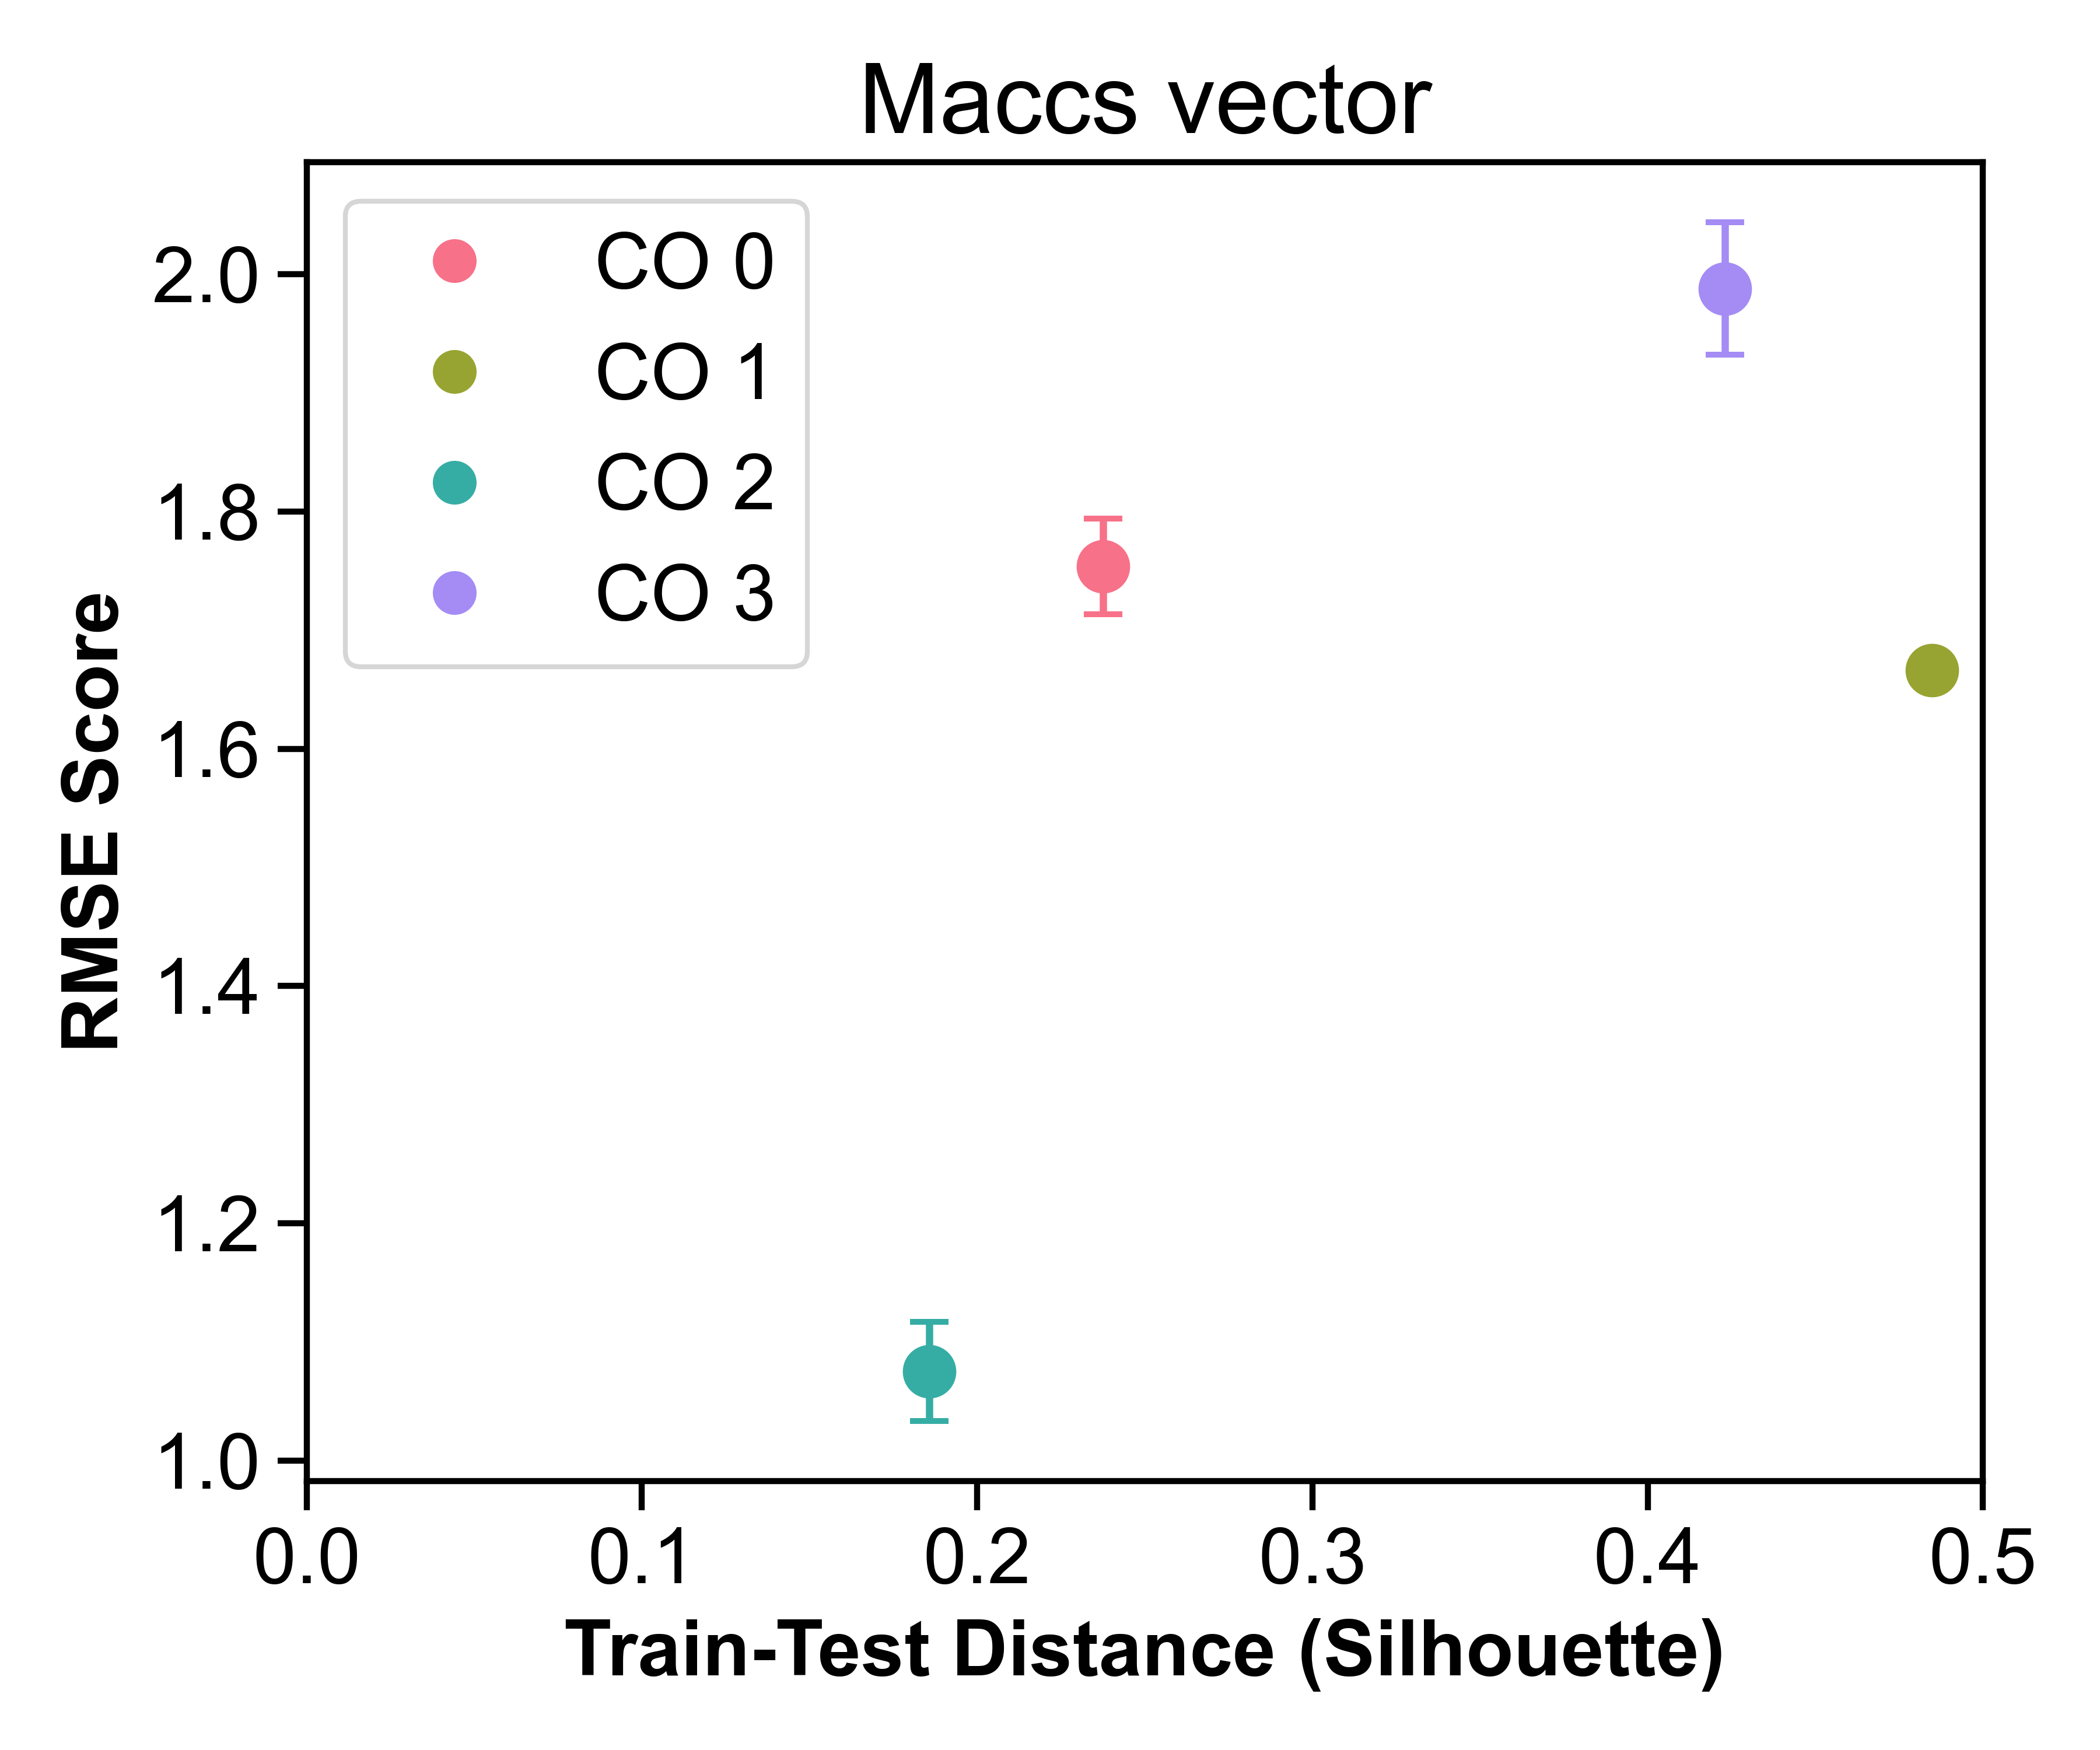 Maccs vector
CO 0
CO 1
CO 2
CO 3
RMSE Score
2.0
1.8
1.6
1.4
1.2
1.0
0.0 0.1 0.2 0.3 0.4 0.5
Train-Test Distance (Silhouette)